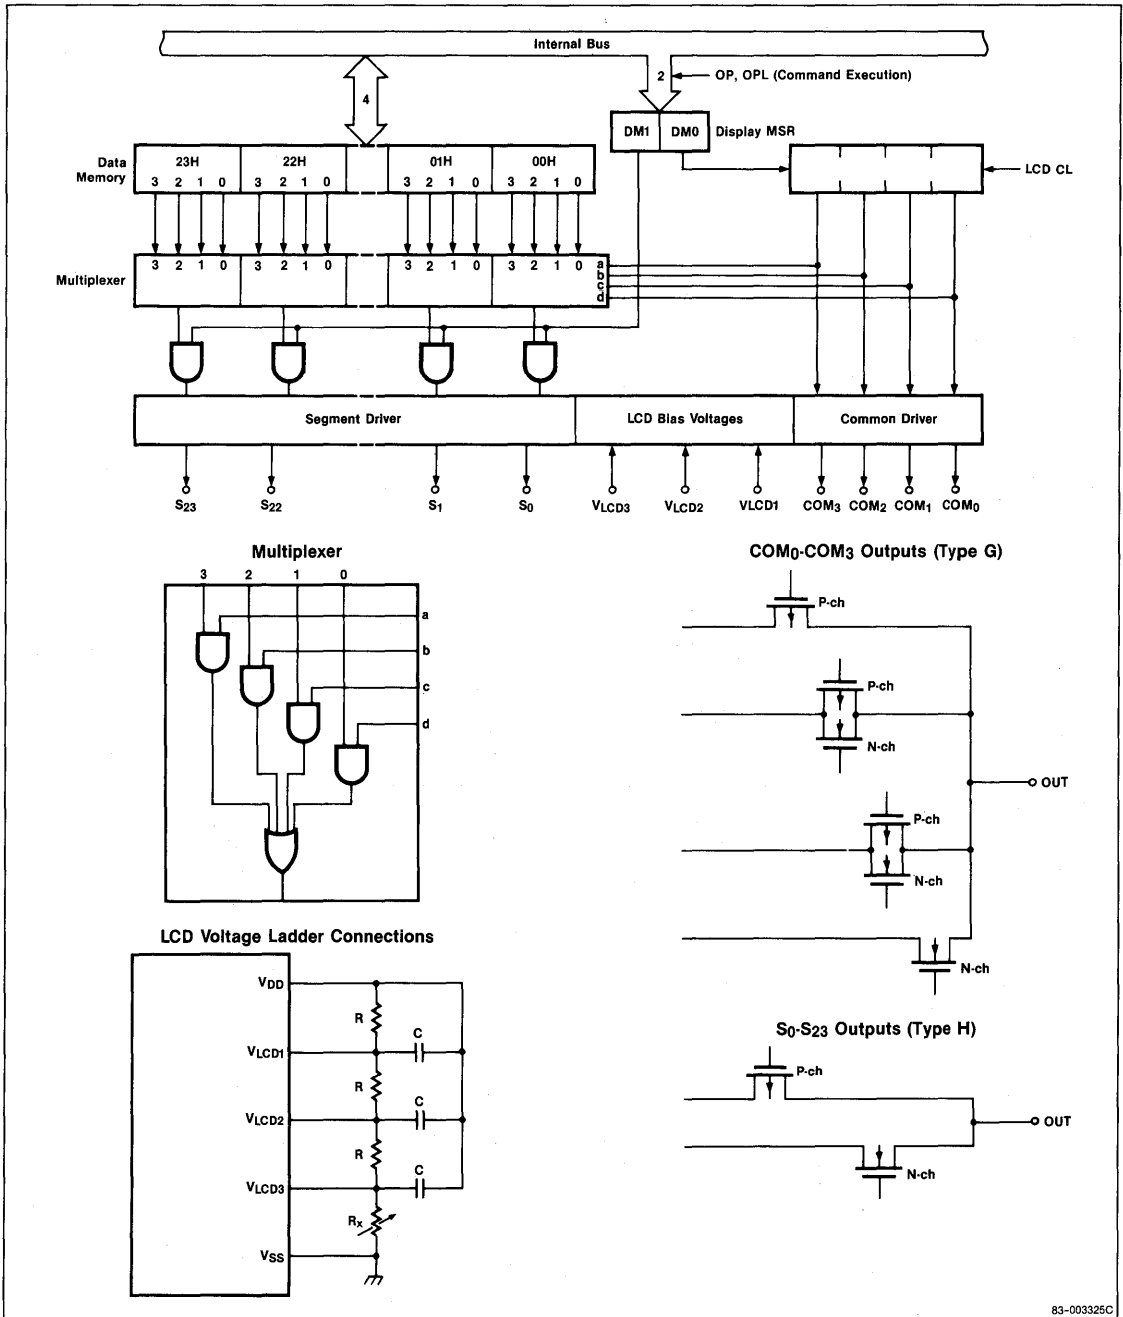 Internal Bus
4
2
OP, OPL (Command Execution)
DM1 DM0 Display MSR
Data Memory
23H 22H 01H 00H
3 2 1 0 3 2 1 0 3 2 1 0 3 2 1 0
LCD CL
Multiplexer
3 2 1 0 3 2 1 0 3 2 1 0 3 2 1 0
a
b
c
d
Segment Driver LCD Bias Voltages Common Driver
S23 S22 S1 S0 VLCD3 VLCD2 VLCD1 COM3 COM2 COM1 COM0
Multiplexer
3 2 1 0
a
b
c
d
COM0-COM3 Outputs (Type G)
P-ch
P-ch
N-ch
OUT
P-ch
N-ch
N-ch
LCD Voltage Ladder Connections
VDD
R
C
VLCD1
R
C
VLCD2
R
C
VLCD3
Rx
VSS
S0-S23 Outputs (Type H)
P-ch
OUT
N-ch
83-003325C